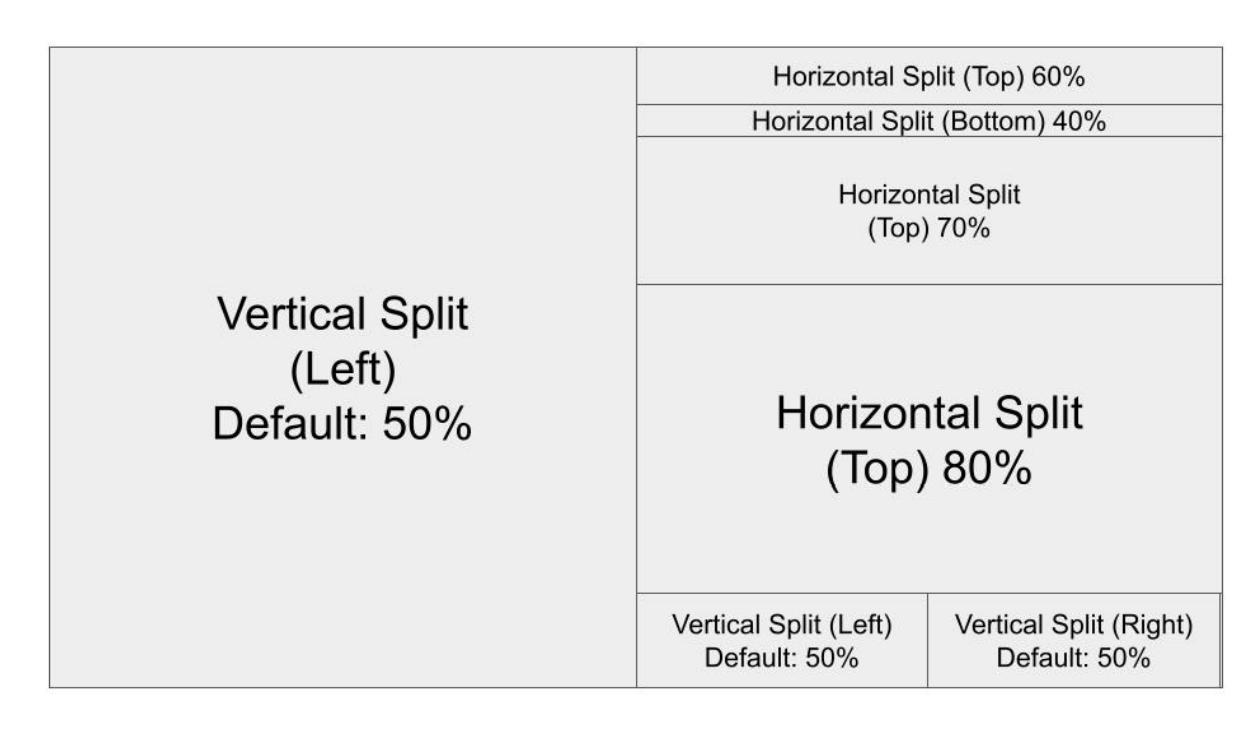 Vertical Split
(Left)
Default: 50%
Horizontal Split (Top) 60%
Horizontal Split (Bottom) 40%
Horizontal Split
(Top) 70%
Horizontal Split
(Top) 80%
Vertical Split (Left)
Default: 50%
Vertical Split (Right)
Default: 50%